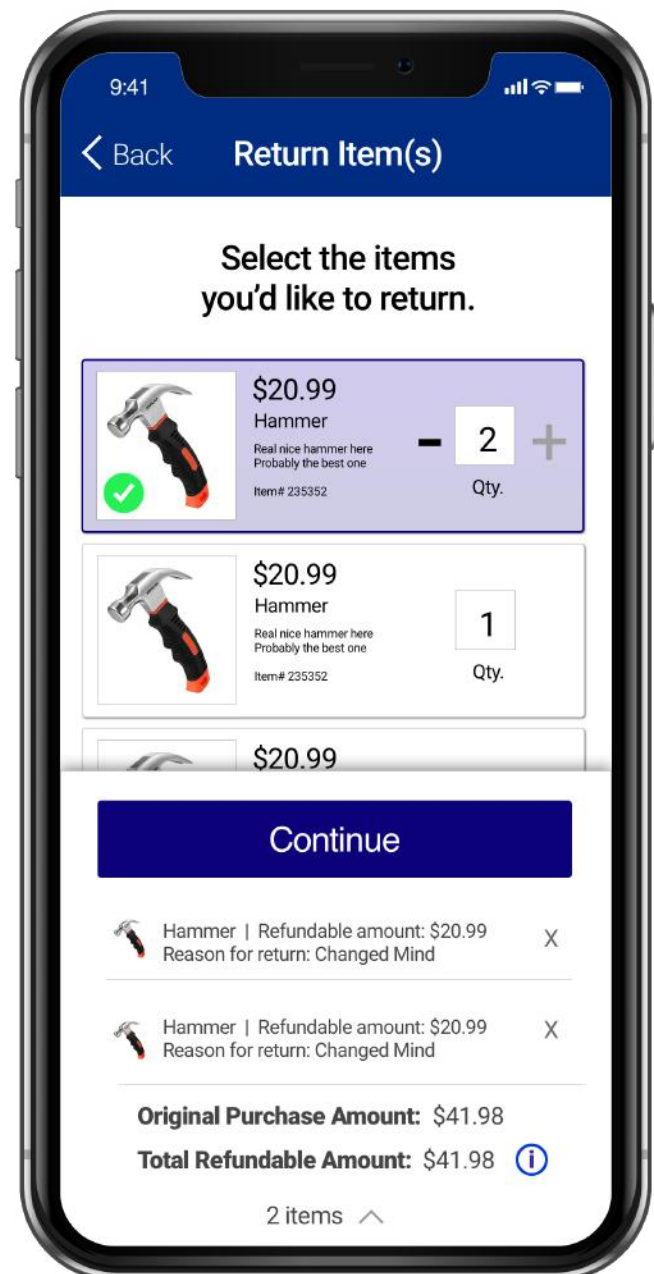 9:41
Back
Return Item(s)
Select the items
you'd like to return.
$20.99
Hammer
Real nice hammer here
Probably the best one
Item# 235352
- 2 +
Qty.
$20.99
Hammer
Real nice hammer here
Probably the best one
Item# 235352
1
Qty.
$20.99
Continue
Hammer | Refundable amount: $20.99
Reason for return: Changed Mind
X
Hammer | Refundable amount: $20.99
Reason for return: Changed Mind
X
Original Purchase Amount: $41.98
Total Refundable Amount: $41.98 i
2 items